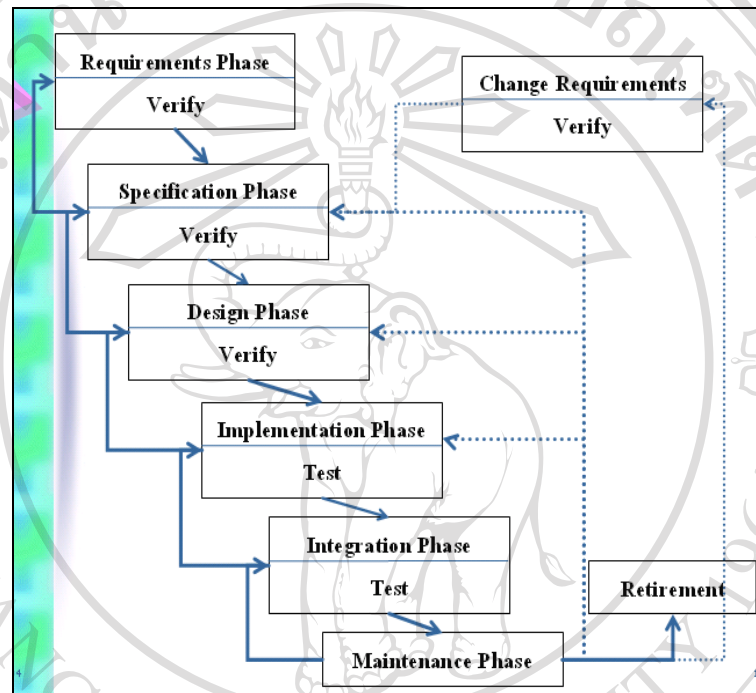 Requirements Phase
Verify
Change Requirements
Verify
Specification Phase
Verify
Design Phase
Verify
Implementation Phase
Test
Integration Phase
Test
Retirement
Maintenance Phase
4